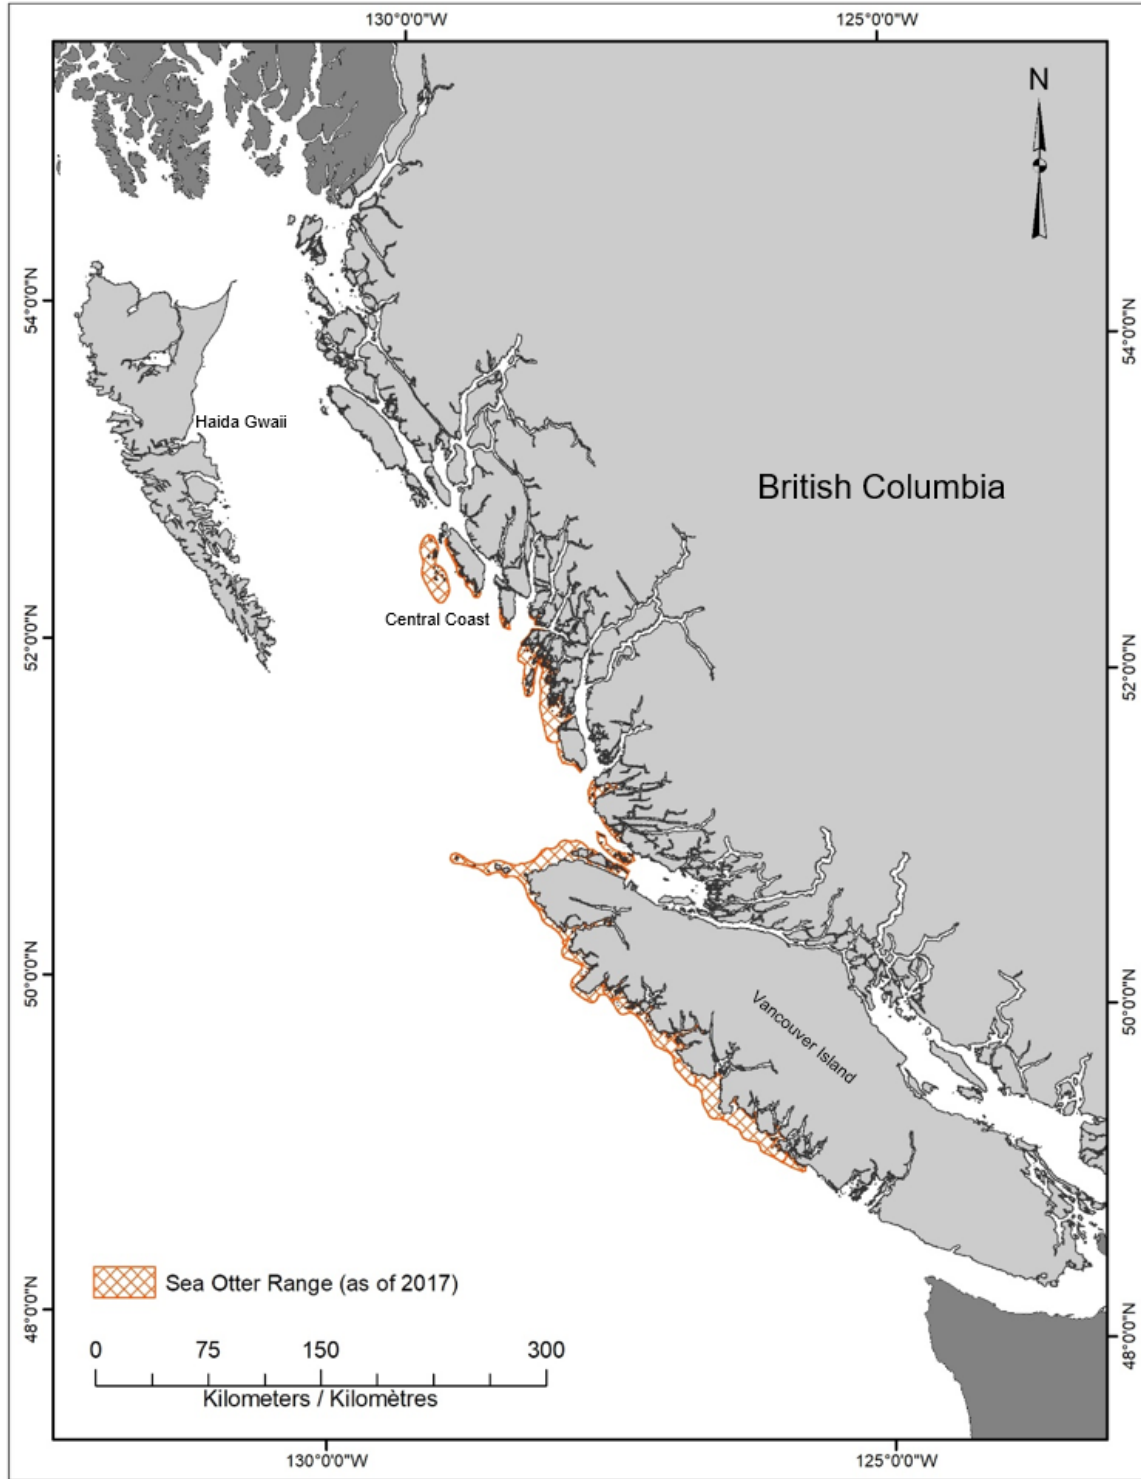 130°0'0"W 125°0'0"W
N
54°0'0"N
54°0'0"N
Haida Gwaii
British Columbia
Central Coast
52°0'0"N
52°0'0"N
50°0'0"N
50°0'0"N
Vancouver Island
Sea Otter Range (as of 2017)
48°0'0"N
48°0'0"N
0 75 150 300
Kilometers / Kilomètres
130°0'0"W 125°0'0"W